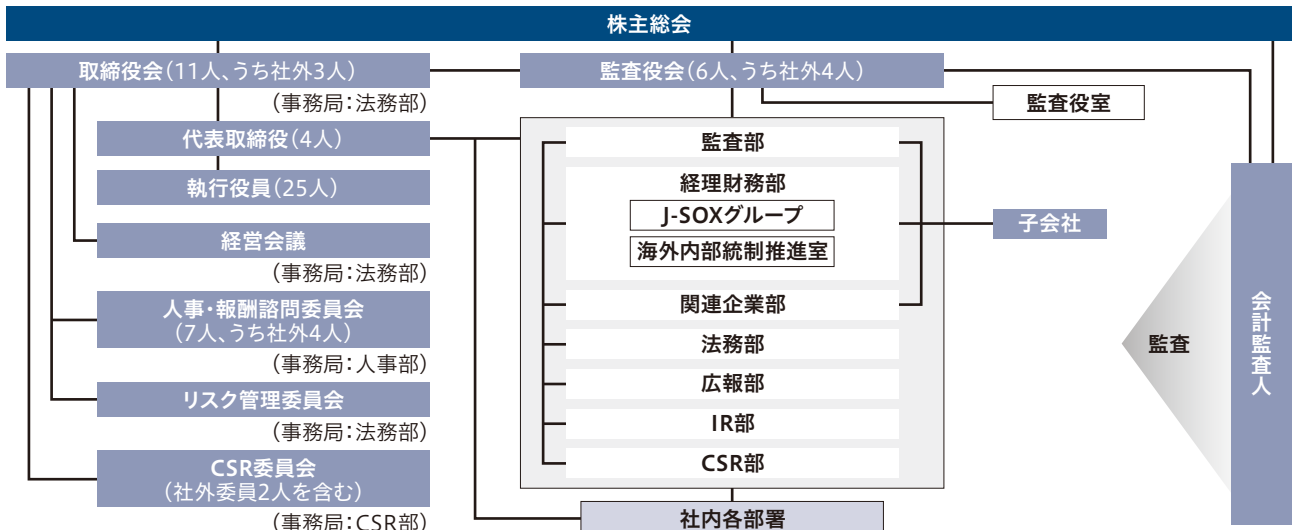 株主総会
取締役会(11人、うち社外3人)
(事務局:法務部)
代表取締役(4人)
執行役員(25人)
経営会議
(事務局:法務部)
人事・報酬諮問委員会
(7人、うち社外4人)
(事務局:人事部)
リスク管理委員会
(事務局:法務部)
CSR委員会
(社外委員2人を含む)
(事務局:CSR部)
監査役会(6人、うち社外4人)
監査役室
監査部
経理財務部
J-SOXグループ
海外内部統制推進室
関連企業部
法務部
広報部
IR部
CSR部
社内各部署
子会社
監査
会計監査人